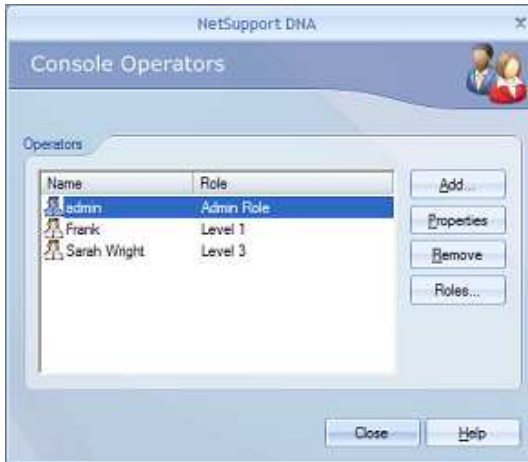 NetSupport DNA
Console Operators
Operators
Name Role
admin Admin Role
Frank Level 1
Sarah Wright Level 3
Add...
Properties
Remove
Roles...
Close Help